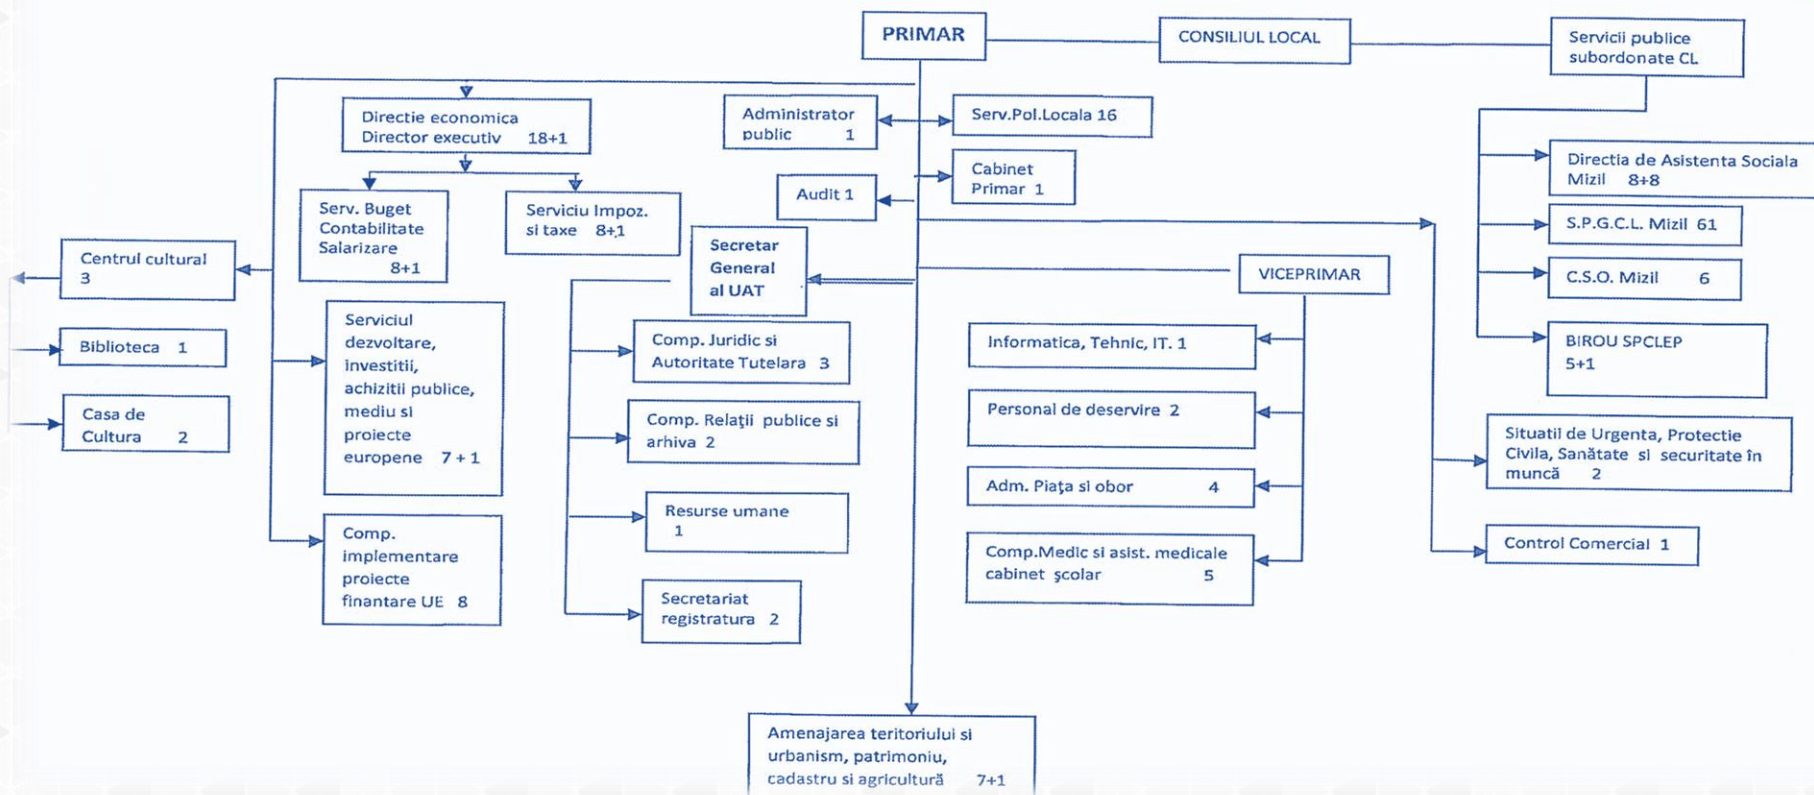 PRIMAR
CONSILIUL LOCAL
Servicii publice
subordonate CL
Directie economica
Director executiv 18+1
Administrator
public 1
Serv.Pol.Locala 16
Cabinet
Primar 1
Audit 1
Serv. Buget
Contabilitate
Salarizare
8+1
Serviciu Impoz.
si taxe 8+1
Directia de Asistenta Sociala
Mizil 8+8
S.P.G.C.L. Mizil 61
C.S.O. Mizil 6
BIROU SPCLEP
5+1
Centrul cultural
3
Biblioteca 1
Casa de
Cultura 2
Secretar
General
al UAT
VICEPRIMAR
Serviciul
dezvoltare,
investitii,
achizitii publice,
mediu si
proiecte
europene 7 + 1
Comp.
implementare
proiecte
finantare UE 8
Comp. Juridic si
Autoritate Tutelara 3
Comp. Relații publice si
arhiva 2
Resurse umane
1
Secretariat
registratura 2
Informatica, Tehnic, IT. 1
Personal de deservire 2
Adm. Piaţa si obor 4
Comp.Medic si asist. medicale
cabinet şcolar 5
Situatii de Urgenta, Protectie
Civila, Sanătate si securitate în
muncă 2
Control Comercial 1
Amenajarea teritoriului si
urbanism, patrimoniu,
cadastru si agricultură 7+1